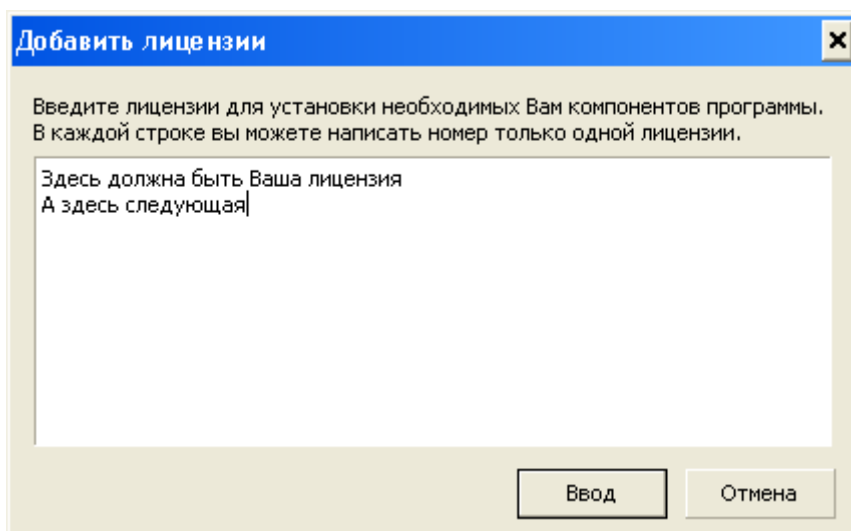 Добавить лицензии
Введите лицензии для установки необходимых Вам компонентов программы.
В каждой строке вы можете написать номер только одной лицензии.
Здесь должна быть Ваша лицензия
А здесь следующая
Ввод
Отмена